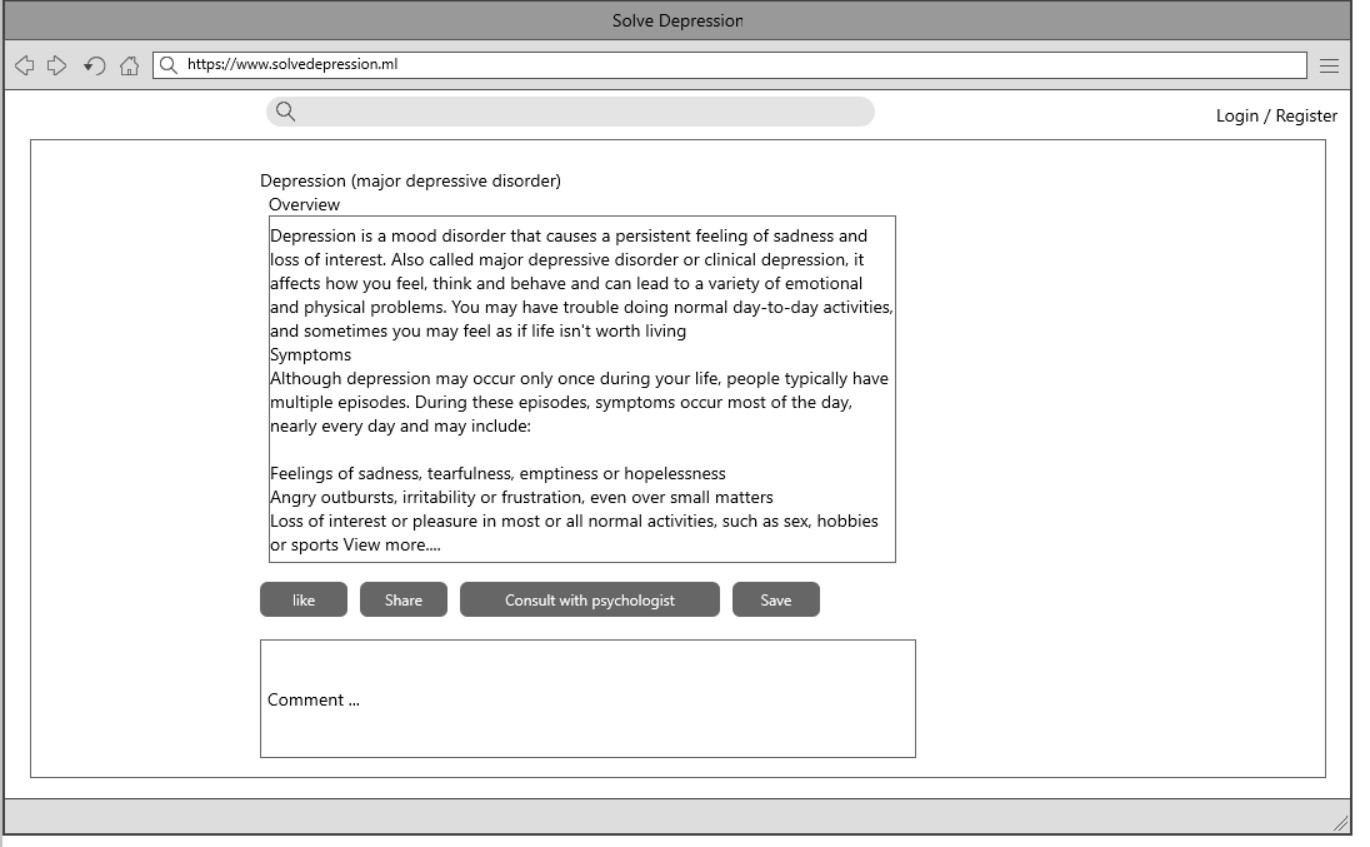 Solve Depression
https://www.solvedepression.ml
Login / Register
Depression (major depressive disorder)
Overview
Depression is a mood disorder that causes a persistent feeling of sadness and
loss of interest. Also called major depressive disorder or clinical depression, it
affects how you feel, think and behave and can lead to a variety of emotional
and physical problems. You may have trouble doing normal day-to-day activities,
and sometimes you may feel as if life isn't worth living
Symptoms
Although depression may occur only once during your life, people typically have
multiple episodes. During these episodes, symptoms occur most of the day,
nearly every day and may include:
Feelings of sadness, tearfulness, emptiness or hopelessness
Angry outbursts, irritability or frustration, even over small matters
Loss of interest or pleasure in most or all normal activities, such as sex, hobbies
or sports View more....
like Share Consult with psychologist Save
Comment ...